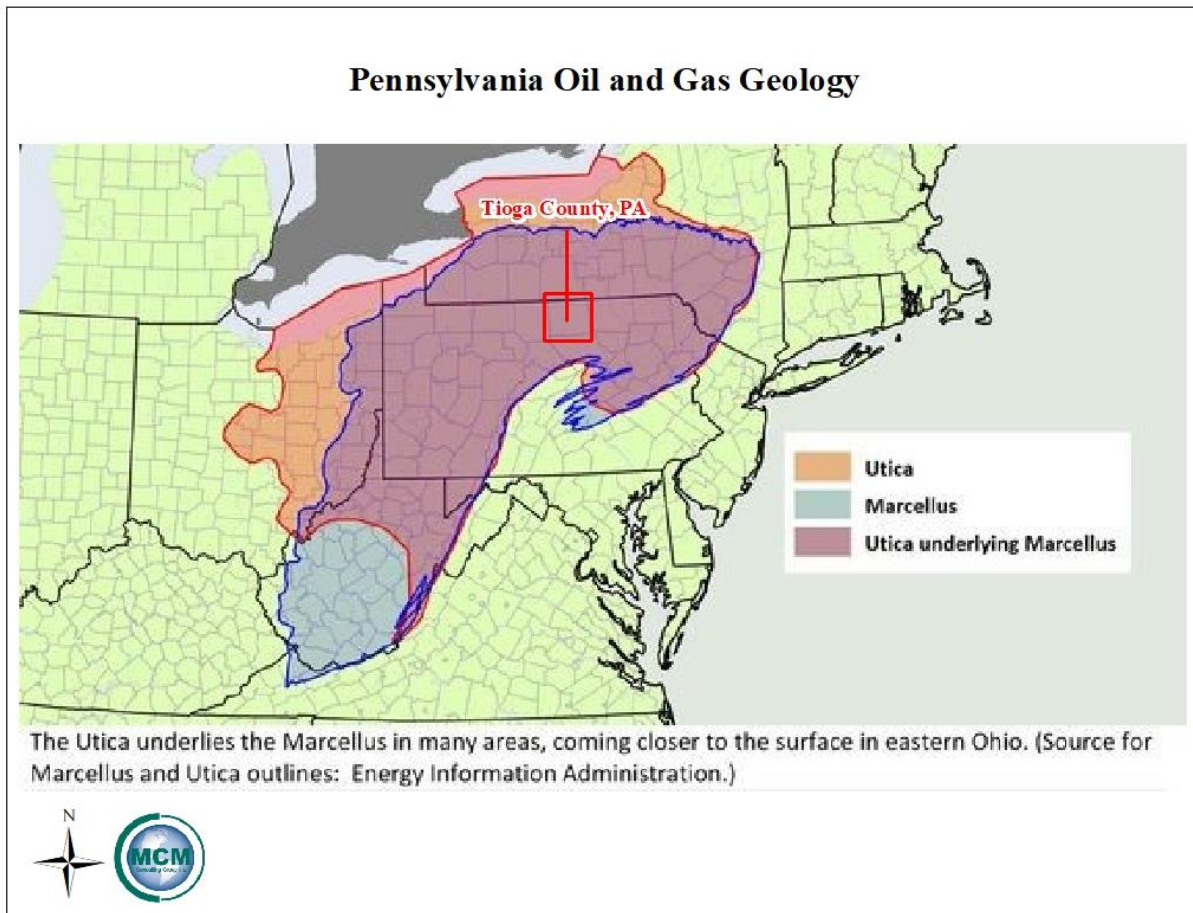 Pennsylvania Oil and Gas Geology
Tioga County, PA
Utica
Marcellus
Utica underlying Marcellus
The Utica underlies the Marcellus in many areas, coming closer to the surface in eastern Ohio. (Source for
Marcellus and Utica outlines:  Energy Information Administration.)
N
MCM